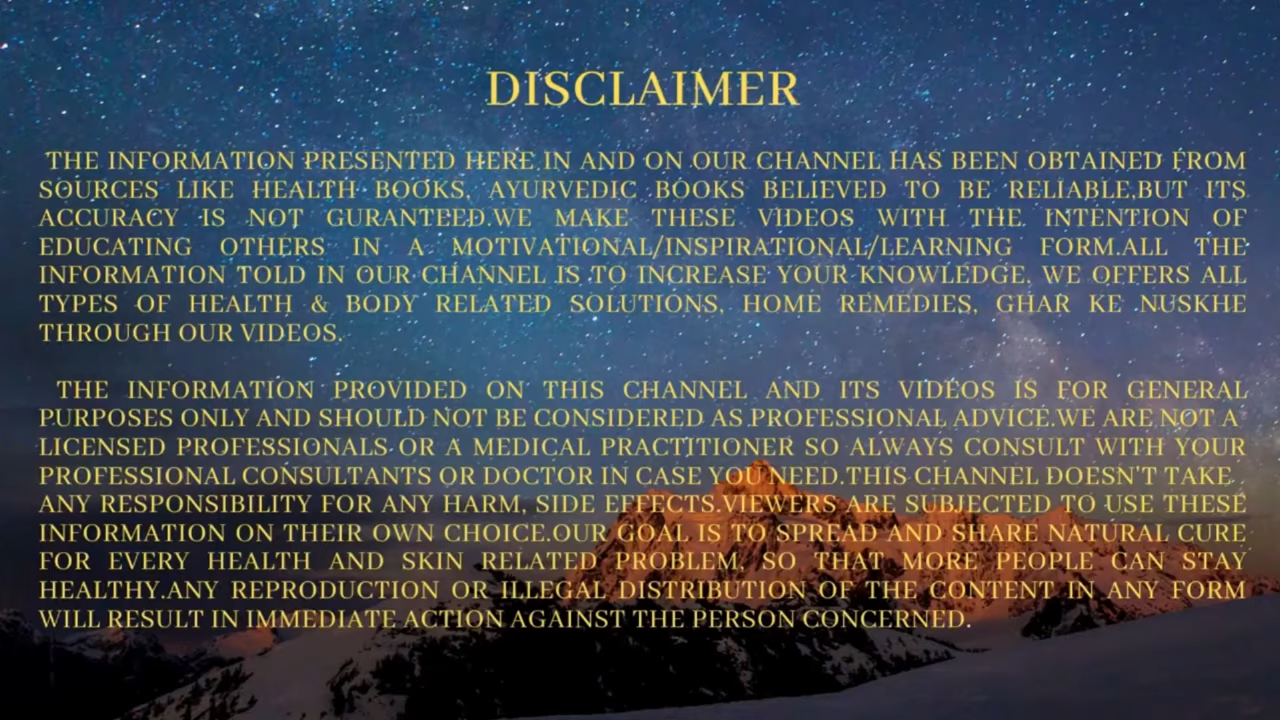 DISCLAIMER
THE INFORMATION PRESENTED HERE IN AND ON OUR CHANNEL HAS BEEN OBTAINED FROM
SOURCES LIKE HEALTH BOOKS, AYURVEDIC BOOKS BELIEVED TO BE RELIABLE.BUT ITS
ACCURACY IS NOT GURANTEED.WE MAKE THESE VIDEOS WITH THE INTENTION OF
EDUCATING OTHERS IN A MOTIVATIONAL/INSPIRATIONAL/LEARNING FORM.ALL THE
INFORMATION TOLD IN OUR CHANNEL IS TO INCREASE YOUR KNOWLEDGE. WE OFFERS ALL
TYPES OF HEALTH & BODY RELATED SOLUTIONS, HOME REMEDIES, GHAR KE NUSKHE
THROUGH OUR VIDEOS.
THE INFORMATION PROVIDED ON THIS CHANNEL AND ITS VIDEOS IS FOR GENERAL
PURPOSES ONLY AND SHOULD NOT BE CONSIDERED AS PROFESSIONAL ADVICE.WE ARE NOT A
LICENSED PROFESSIONALS OR A MEDICAL PRACTITIONER SO ALWAYS CONSULT WITH YOUR
PROFESSIONAL CONSULTANTS OR DOCTOR IN CASE YOU NEED.THIS CHANNEL DOESN'T TAKE
ANY RESPONSIBILITY FOR ANY HARM, SIDE EFFECTS.VIEWERS ARE SUBJECTED TO USE THESE
INFORMATION ON THEIR OWN CHOICE.OUR GOAL IS TO SPREAD AND SHARE NATURAL CURE
FOR EVERY HEALTH AND SKIN RELATED PROBLEM, SO THAT MORE PEOPLE CAN STAY
HEALTHY.ANY REPRODUCTION OR ILLEGAL DISTRIBUTION OF THE CONTENT IN ANY FORM
WILL RESULT IN IMMEDIATE ACTION AGAINST THE PERSON CONCERNED.